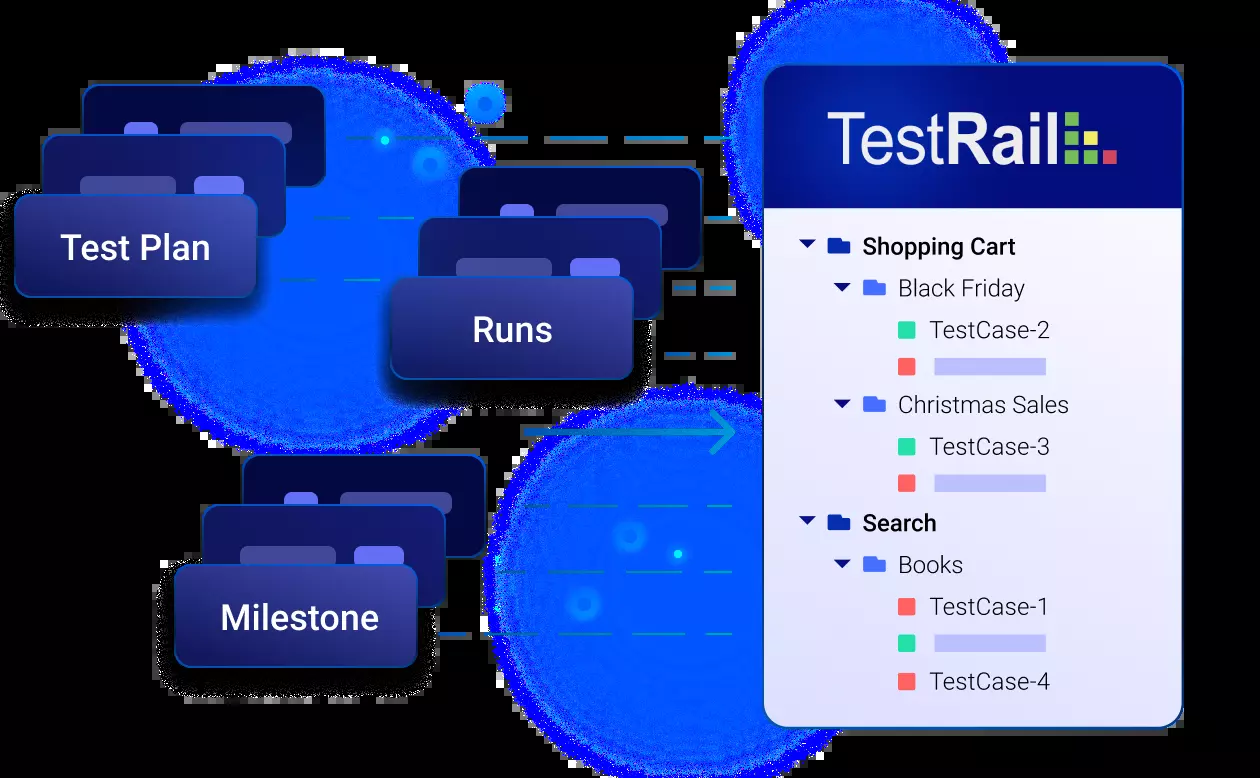 Test Plan
Runs
Milestone
TestRail
Shopping Cart
Black Friday
TestCase-2
Christmas Sales
TestCase-3
Search
Books
TestCase-1
TestCase-4